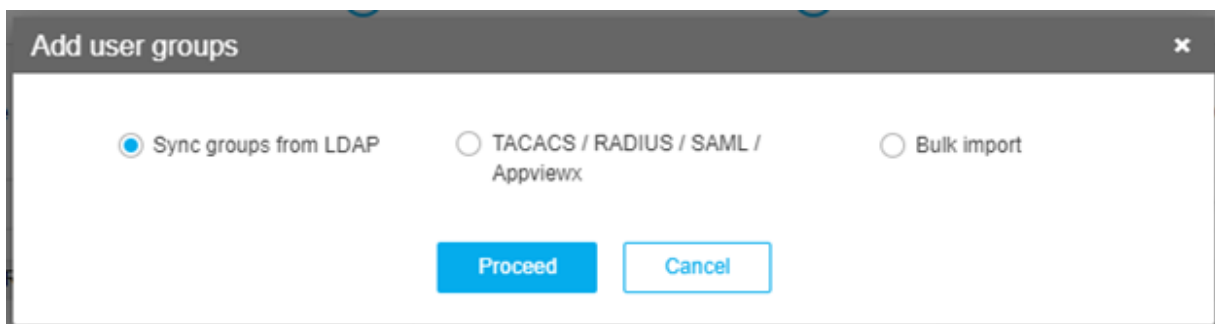 Add user groups
Sync groups from LDAP
TACACS / RADIUS / SAML /
Appviewx
Bulk import
Proceed
Cancel